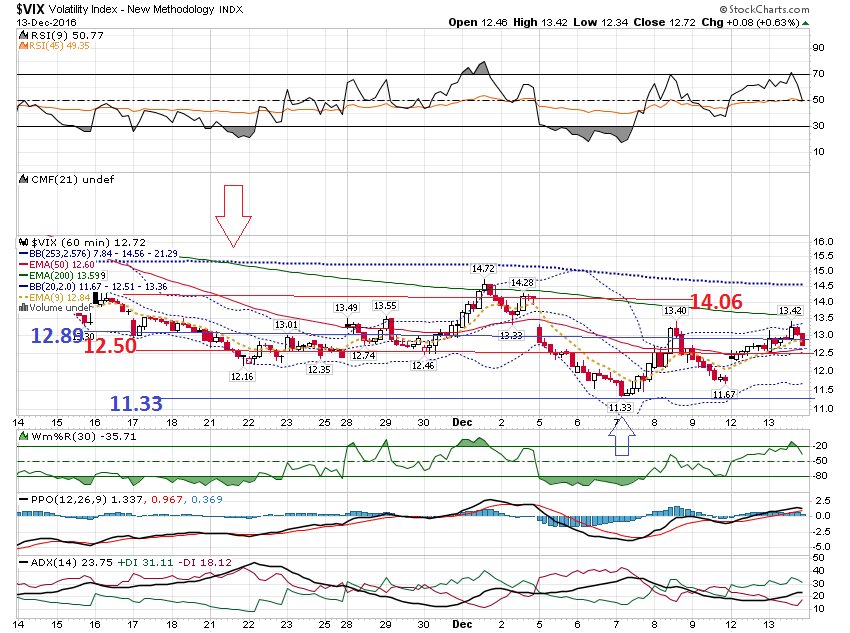 $VIX Volatility Index - New Methodology INDX
© StockCharts.com
13-Dec-2016
Open 12.46 High 13.42 Low 12.34 Close 12.72 Chg +0.08 (+0.63%)
RSI(9) 50.77
RSI(45) 49.35
90
70
50
30
10
CMF(21) undef
$VIX (60 min) 12.72
BB(253,2.576) 7.84 - 14.56 - 21.29
EMA(50) 12.60
EMA(200) 13.599
BB(20,2.0) 11.67 - 12.51 - 13.36
EMA(9) 12.84
Volume undef
16.0
15.5
15.0
14.5
14.0
13.5
13.0
12.5
12.0
11.5
11.0
14.72
14.28
14.06
13.49
13.55
13.40
13.42
13.01
12.89
13.33
12.50
12.74
12.46
12.35
12.16
11.67
11.33
11.33
14 15 16 17 18 21 22 23 25 28 29 30 Dec 2 5 6 7 8 9 12 13
Wm%R(30) -35.71
-20
-50
-80
PPO(12,26,9) 1.337, 0.967, 0.369
2.5
0.0
-2.5
-5.0
ADX(14) 23.75 +DI 31.11 -DI 18.12
50
40
30
20
10
14 15 16 17 18 21 22 23 25 28 29 30 Dec 2 5 6 7 8 9 12 13